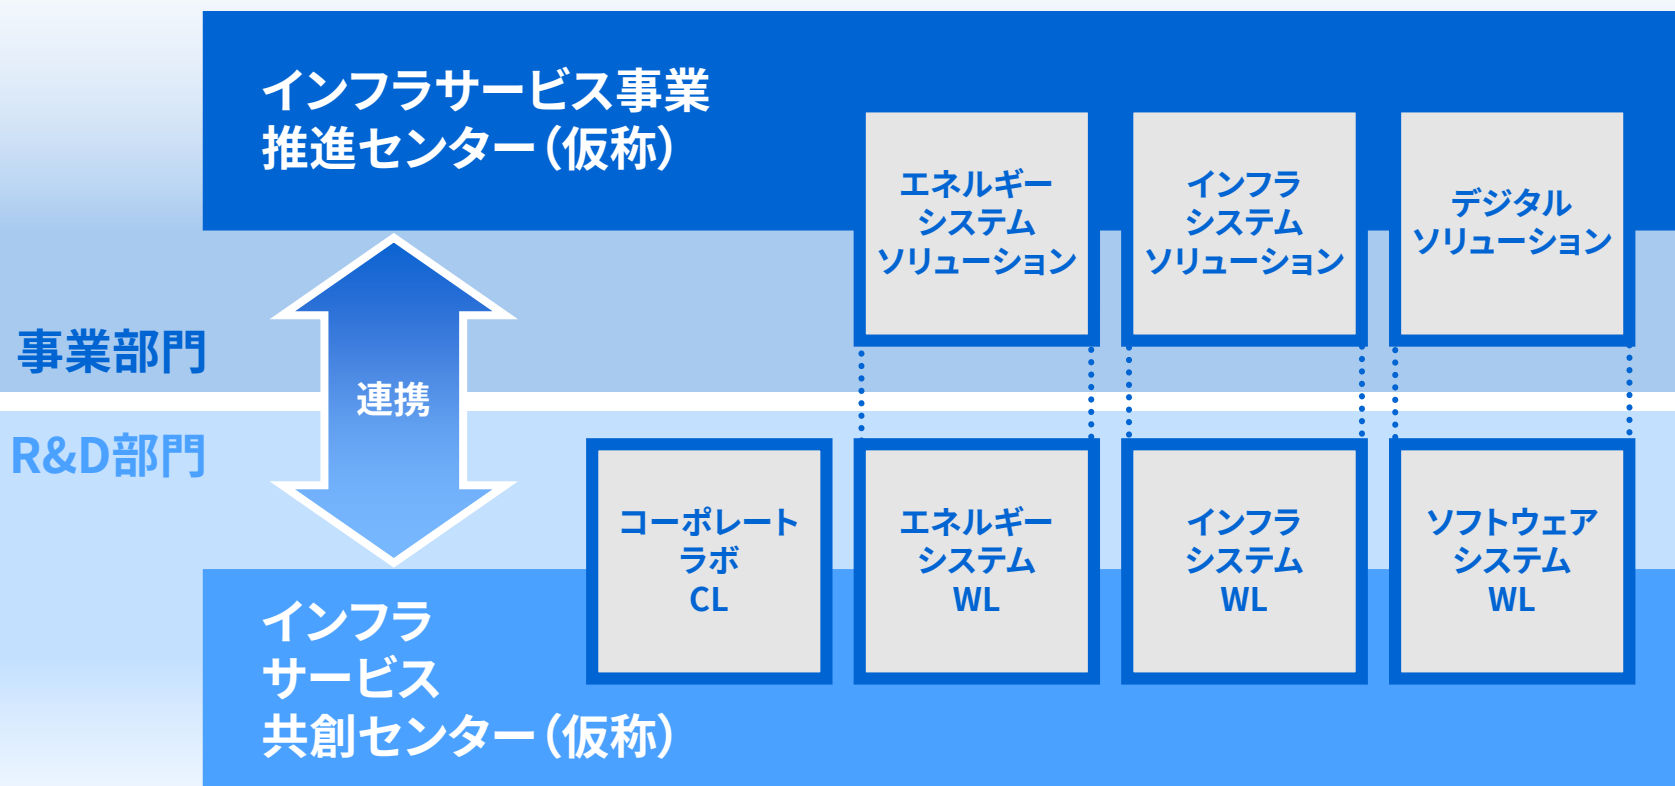 インフラサービス事業
推進センター（仮称）
エネルギー
システム
ソリューション
インフラ
システム
ソリューション
デジタル
ソリューション
事業部門
連携
R&D部門
コーポレート
ラボ
CL
エネルギー
システム
WL
インフラ
システム
WL
ソフトウェア
システム
WL
インフラ
サービス
共創センター（仮称）